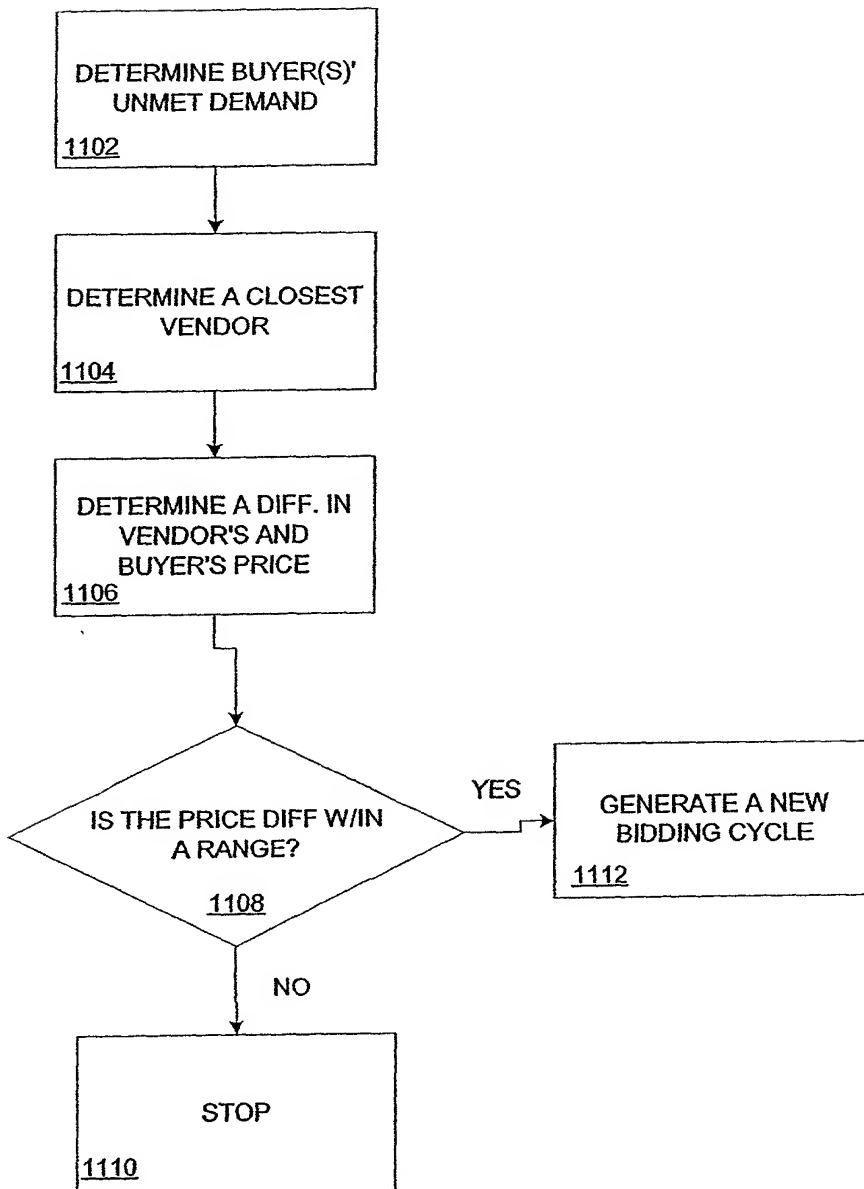 DETERMINE BUYER(S)'
UNMET DEMAND
1102
DETERMINE A CLOSEST
VENDOR
1104
DETERMINE A DIFF. IN
VENDOR'S AND
BUYER'S PRICE
1106
IS THE PRICE DIFF W/IN
A RANGE?
1108
YES
GENERATE A NEW
BIDDING CYCLE
1112
NO
STOP
1110